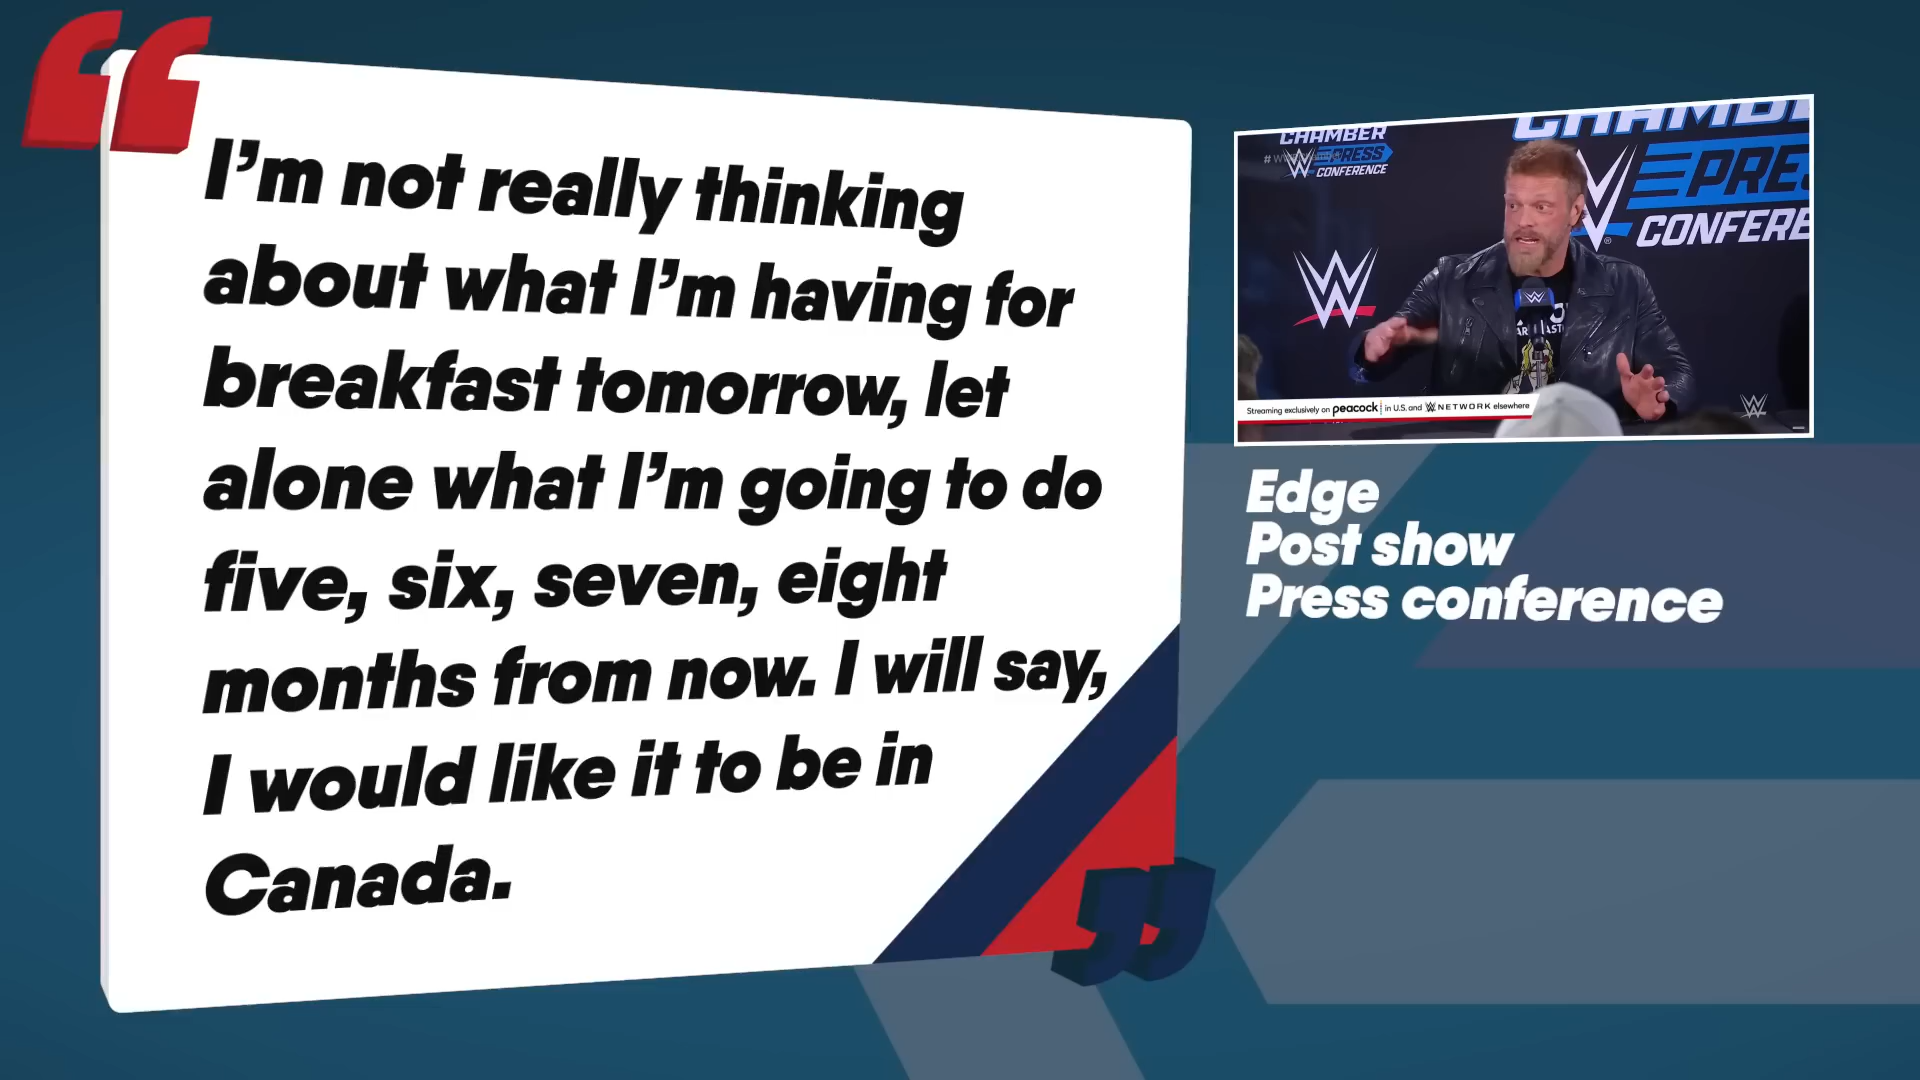 I’m not really thinking
about what I’m having for
breakfast tomorrow, let
alone what I’m going to do
five, six, seven, eight
months from now. I will say,
I would like it to be in
Canada.
CHAMBER
PRESS
CONFERENCE
CHAMBE
PRE
CONFERE
Streaming exclusively on peacock in U.S. and W NETWORK elsewhere
Edge
Post show
Press conference